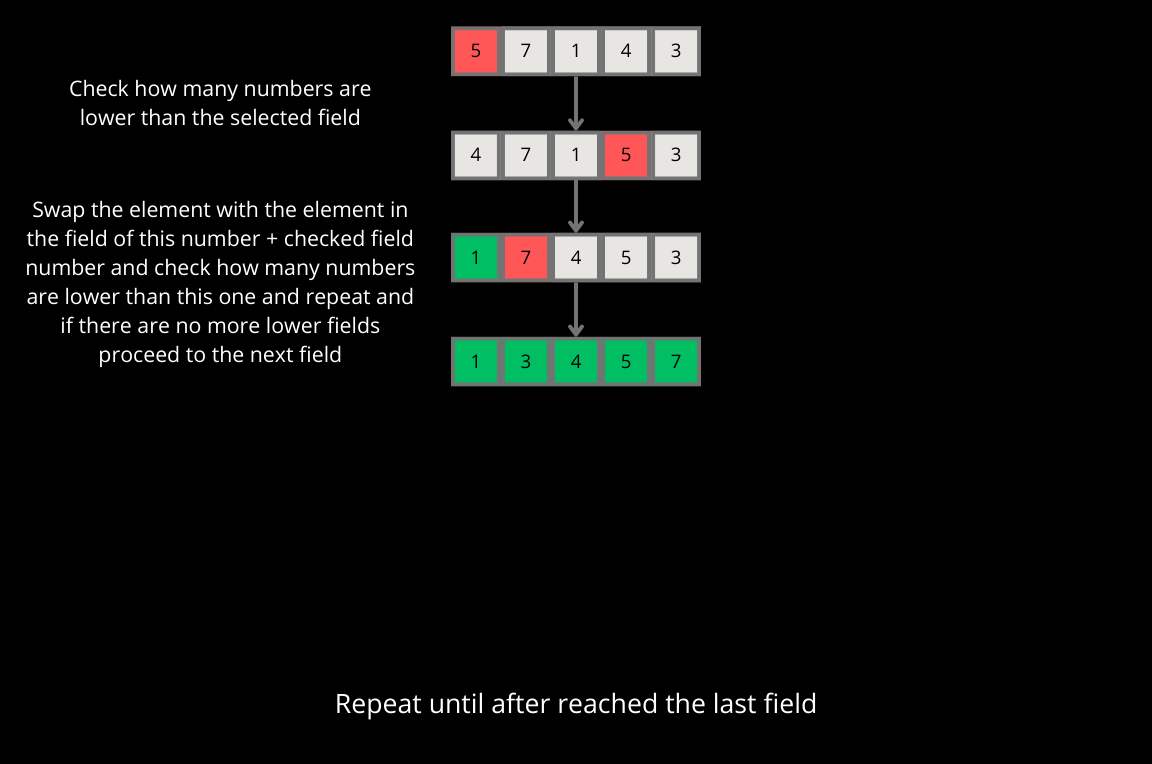 5 7 1 4 3
Check how many numbers are
lower than the selected field
4 7 1 5 3
Swap the element with the element in
the field of this number + checked field
number and check how many numbers
are lower than this one and repeat and
if there are no more lower fields
proceed to the next field
1 7 4 5 3
1 3 4 5 7
Repeat until after reached the last field